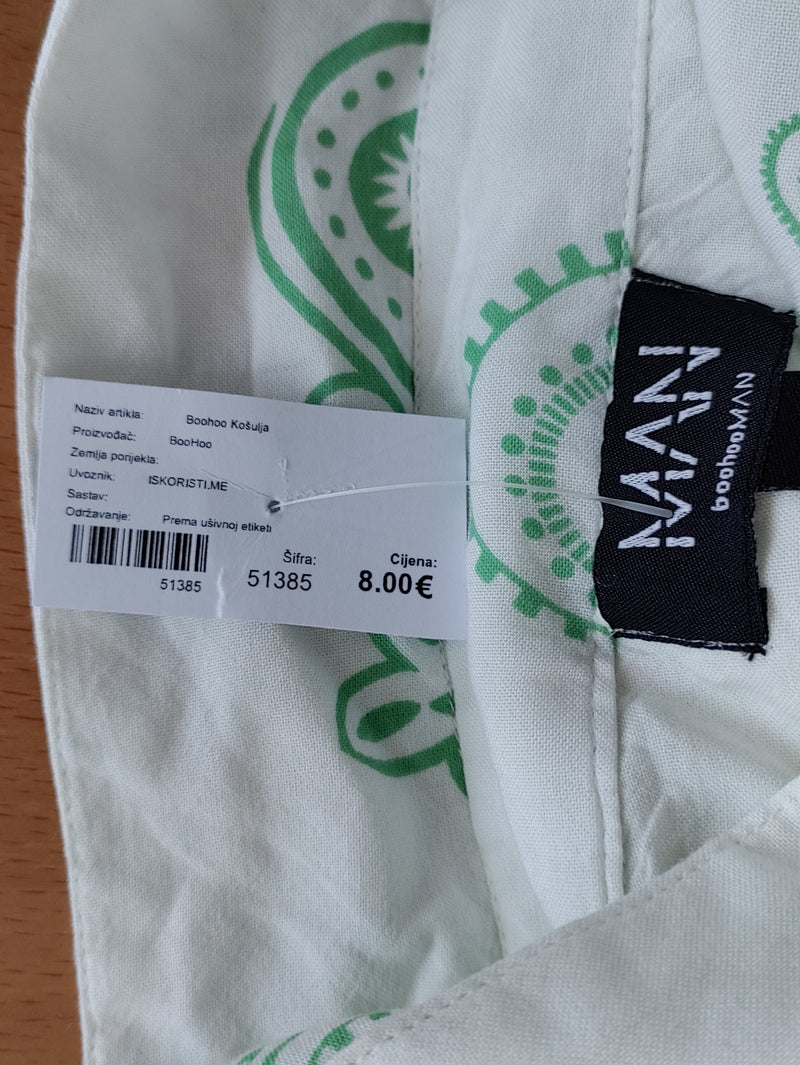 Naziv artikla: Boohoo Košulja
Proizvođač: BooHoo
Zemlja porijekla:
Uvoznik: ISKORISTI.ME
Sastav:
Održavanje: Prema ušivnoj etiketi
51385
Šifra:
51385
Cijena:
8.00€
MAN
MAN
boohooMAN